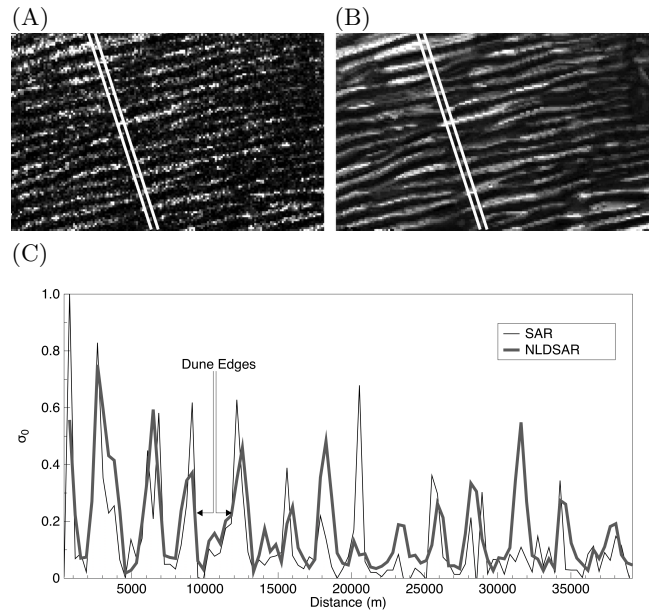 (A) (B)
(C)
1.0
0.8
0.6
0.4
0.2
0
σ0
SAR
NLDSAR
Dune Edges
5000 10000 15000 20000 25000 30000 35000
Distance (m)